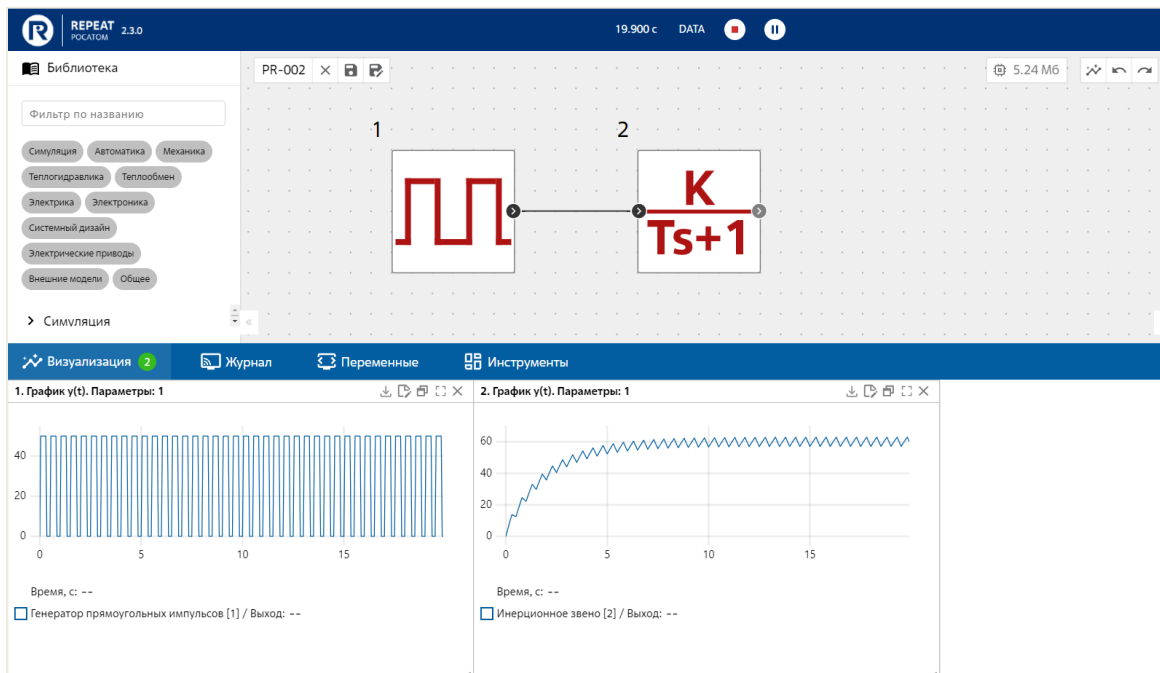 REPEAT 2.3.0
РОСАТОМ
19.900 с DATA
Библиотека
PR-002
5.24 Мб
Фильтр по названию
Симуляция Автоматика Механика
Теплогидравлика Теплообмен
Электрика Электроника
Системный дизайн
Электрические приводы
Внешние модели Общее
Симуляция
1
2
K
Ts+1
Визуализация 2 Журнал Переменные Инструменты
1. График y(t). Параметры: 1
40
20
0
0 5 10 15
Время, с: --
Генератор прямоугольных импульсов [1] / Выход: --
2. График y(t). Параметры: 1
60
40
20
0
0 5 10 15
Время, с: --
Инерционное звено [2] / Выход: --